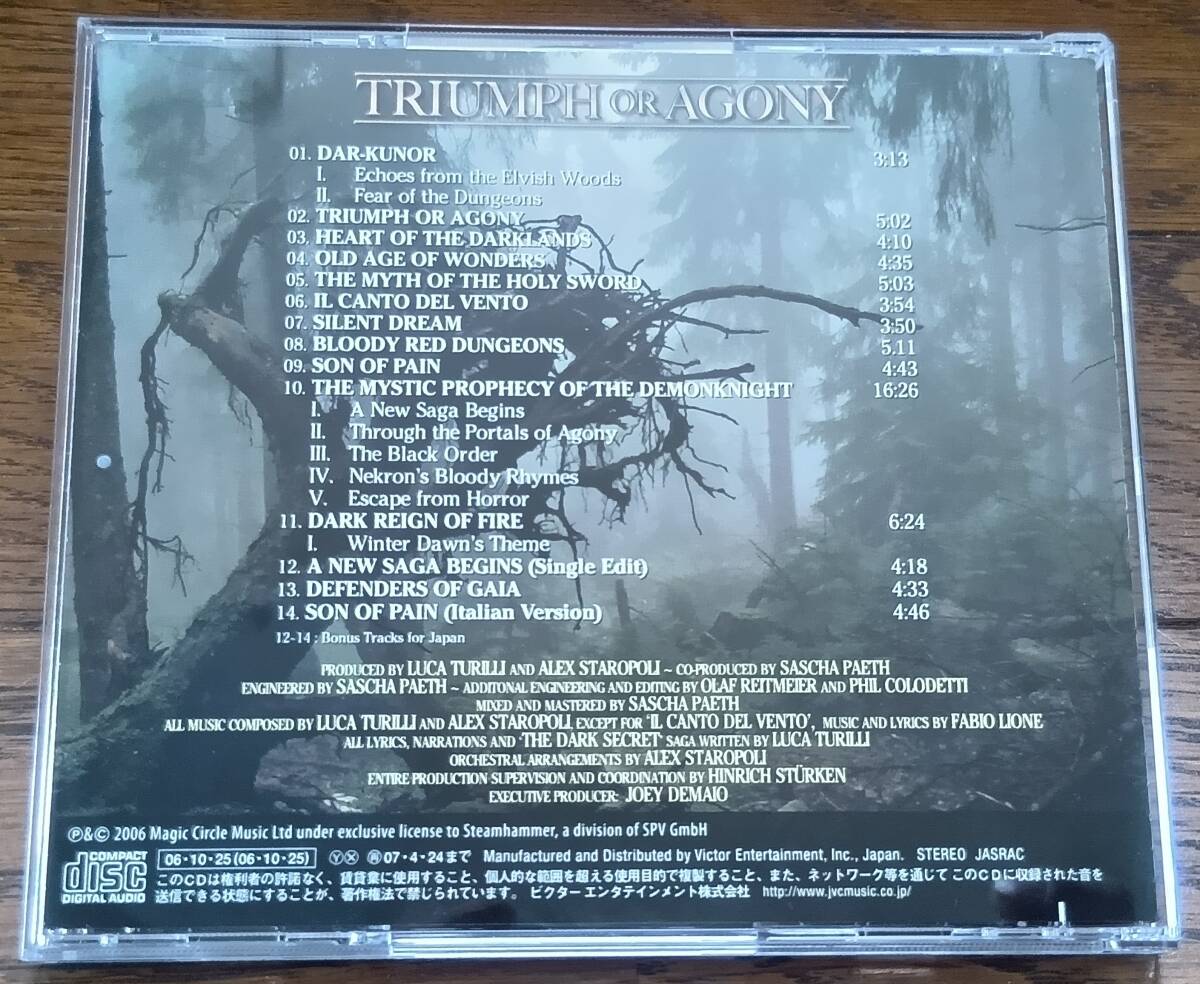 TRIUMPH OR AGONY
01. DAR-KUNOR 3:13
I. Echoes from the Elvish Woods
II. Fear of the Dungeons
02. TRIUMPH OR AGONY 5:02
03. HEART OF THE DARKLANDS 4:10
04. OLD AGE OF WONDERS 4:35
05. THE MYTH OF THE HOLY SWORD 5:03
06. IL CANTO DEL VENTO 3:54
07. SILENT DREAM 3:50
08. BLOODY RED DUNGEONS 5.11
09. SON OF PAIN 4:43
10. THE MYSTIC PROPHECY OF THE DEMONKNIGHT 16:26
I. A New Saga Begins
II. Through the Portals of Agony
III. The Black Order
IV. Nekron's Bloody Rhymes
V. Escape from Horror
11. DARK REIGN OF FIRE 6:24
I. Winter Dawn's Theme
12. A NEW SAGA BEGINS (Single Edit) 4:18
13. DEFENDERS OF GAIA 4:33
14. SON OF PAIN (Italian Version) 4:46
12-14 : Bonus Tracks for Japan
PRODUCED BY LUCA TURILLI AND ALEX STAROPOLI ~ CO-PRODUCED BY SASCHA PAETH
ENGINEERED BY SASCHA PAETH ~ ADDITONAL ENGINEERING AND EDITING BY OLAF REITMEIER AND PHIL COLODETTI
MIXED AND MASTERED BY SASCHA PAETH
ALL MUSIC COMPOSED BY LUCA TURILLI AND ALEX STAROPOLI, EXCEPT FOR 'IL CANTO DEL VENTO', MUSIC AND LYRICS BY FABIO LIONE
ALL LYRICS, NARRATIONS AND 'THE DARK SECRET' SAGA WRITTEN BY LUCA TURILLI
ORCHESTRAL ARRANGEMENTS BY ALEX STAROPOLI
ENTIRE PRODUCTION SUPERVISION AND COORDINATION BY HINRICH STÜRKEN
EXECUTIVE PRODUCER: JOEY DEMAIO
℗&© 2006 Magic Circle Music Ltd under exclusive license to Steamhammer, a division of SPV GmbH
COMPACT disc DIGITAL AUDIO
06・10・25(06・10・25) Ⓨ Ⓧ 07・4・24まで Manufactured and Distributed by Victor Entertainment, Inc., Japan. STEREO JASRAC
このCDは権利者の許諾なく、賃貸業に使用すること、個人的な範囲を超える使用目的で複製すること、また、ネットワーク等を通じてこのCDに収録された音を
送信できる状態にすることが、著作権法で禁じられています。 ビクターエンタテインメント株式会社 http://www.jvcmusic.co.jp/